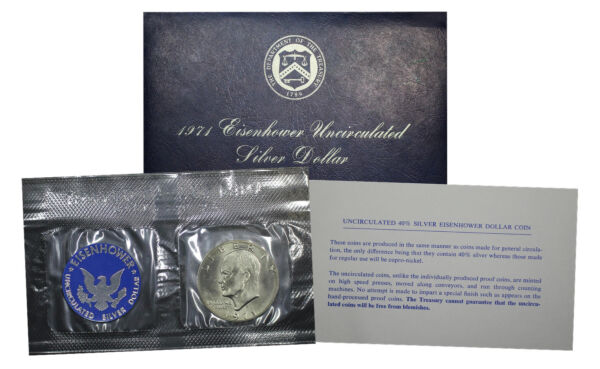 THE DEPARTMENT OF THE TREASURY
1789
1971 Eisenhower Uncirculated
Silver Dollar
EISENHOWER
UNCIRCULATED SILVER DOLLAR
LIBERTY
1971
UNCIRCULATED 40% SILVER EISENHOWER DOLLAR COIN
These coins are produced in the same manner as coins made for general circula-
tion, the only difference being that they contain 40% silver whereas those made
for regular use will be cupro-nickel.
The uncirculated coins, unlike the individually produced proof coins, are minted
on high speed presses, moved along conveyors, and run through counting
machines. No attempt is made to impart a special finish such as appears on the
hand-processed proof coins. The Treasury cannot guarantee that the uncircu-
lated coins will be free from blemishes.